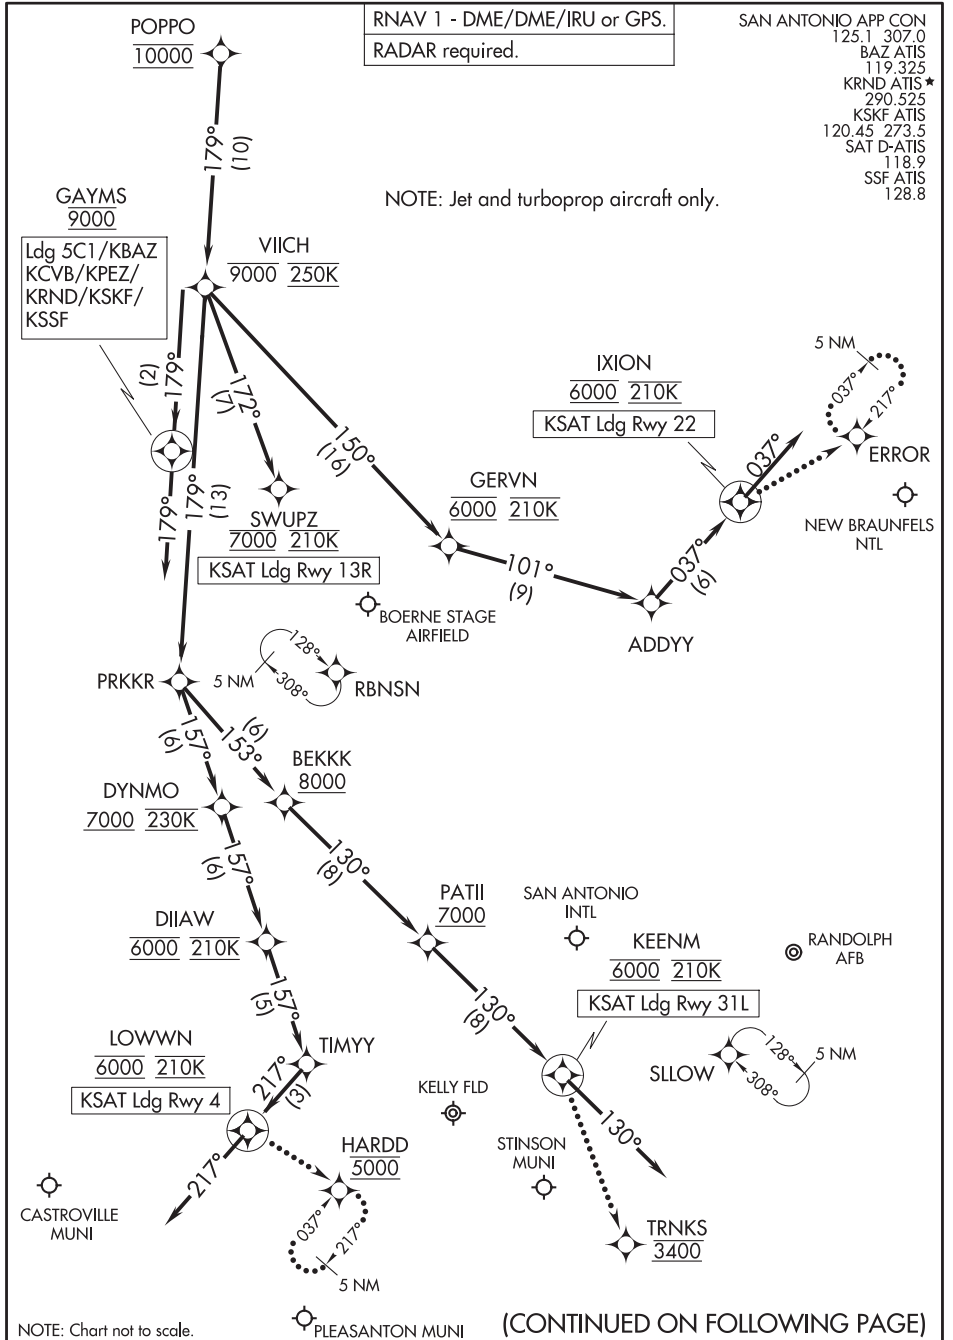 RNAV 1 - DME/DME/IRU or GPS.
RADAR required.
SAN ANTONIO APP CON
125.1 307.0
BAZ ATIS
119.325
KRND ATIS★
290.525
KSKF ATIS
120.45 273.5
SAT D-ATIS
118.9
SSF ATIS
128.8
POPPO
10000
179°
(10)
NOTE: Jet and turboprop aircraft only.
GAYMS
9000
Ldg 5C1/KBAZ
KCVB/KPEZ/
KRND/KSKF/
KSSF
VIICH
9000 250K
(2)
179°
179°
179°
(13)
172°
(7)
SWUPZ
7000 210K
KSAT Ldg Rwy 13R
150°
(16)
GERVN
6000 210K
101°
(9)
ADDYY
037°
(6)
IXION
6000 210K
KSAT Ldg Rwy 22
037°
5 NM
037°
217°
ERROR
NEW BRAUNFELS
NTL
BOERNE STAGE
AIRFIELD
PRKKR
5 NM
128°
308°
RBNSN
157°
(6)
153°
(6)
DYNMO
7000 230K
BEKKK
8000
157°
(6)
130°
(8)
DIIAW
6000 210K
PATII
7000
SAN ANTONIO
INTL
RANDOLPH
AFB
KEENM
6000 210K
KSAT Ldg Rwy 31L
157°
(5)
130°
(8)
LOWWN
6000 210K
KSAT Ldg Rwy 4
TIMYY
217°
(3)
KELLY FLD
SLLOW
128°
308°
5 NM
130°
217°
HARDD
5000
037°
217°
5 NM
STINSON
MUNI
CASTROVILLE
MUNI
TRNKS
3400
PLEASANTON MUNI
NOTE: Chart not to scale.
(CONTINUED ON FOLLOWING PAGE)